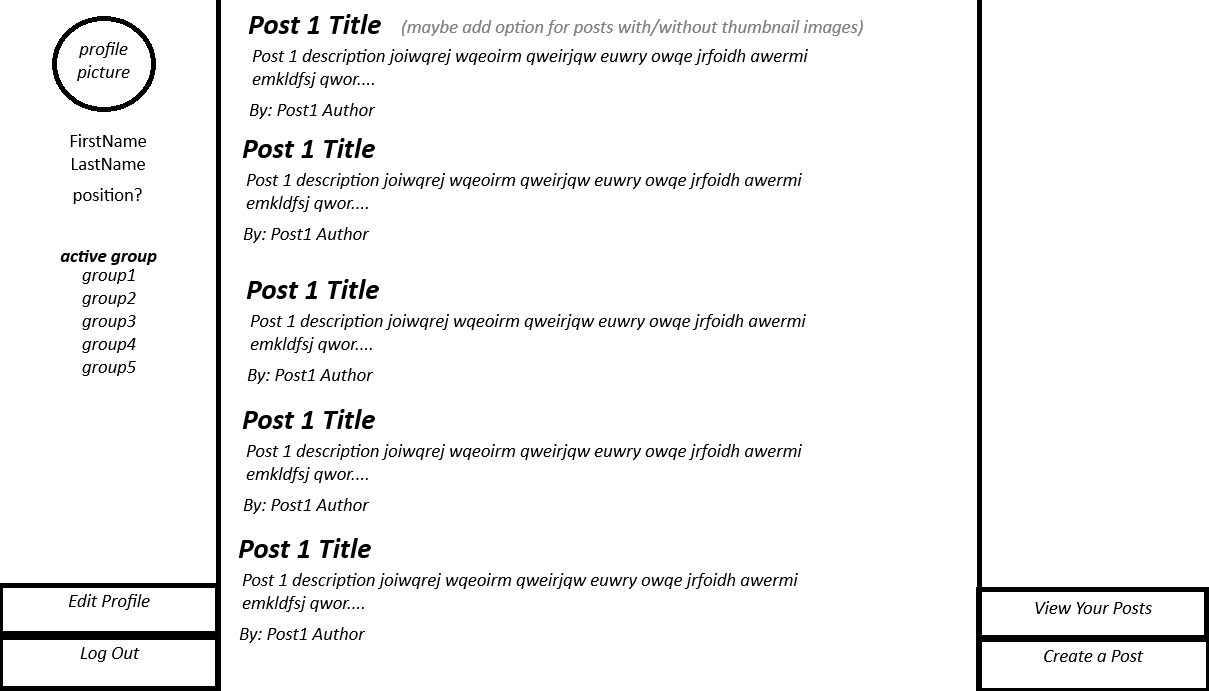 profile
picture
FirstName
LastName
position?
active group
group1
group2
group3
group4
group5
Edit Profile
Log Out
Post 1 Title (maybe add option for posts with/without thumbnail images)
Post 1 description joiwqrej wqeoirm qweirjqw euwry owqe jrfoidh awermi
emkldfsj qwor....
By: Post1 Author
Post 1 Title
Post 1 description joiwqrej wqeoirm qweirjqw euwry owqe jrfoidh awermi
emkldfsj qwor....
By: Post1 Author
Post 1 Title
Post 1 description joiwqrej wqeoirm qweirjqw euwry owqe jrfoidh awermi
emkldfsj qwor....
By: Post1 Author
Post 1 Title
Post 1 description joiwqrej wqeoirm qweirjqw euwry owqe jrfoidh awermi
emkldfsj qwor....
By: Post1 Author
Post 1 Title
Post 1 description joiwqrej wqeoirm qweirjqw euwry owqe jrfoidh awermi
emkldfsj qwor....
By: Post1 Author
View Your Posts
Create a Post